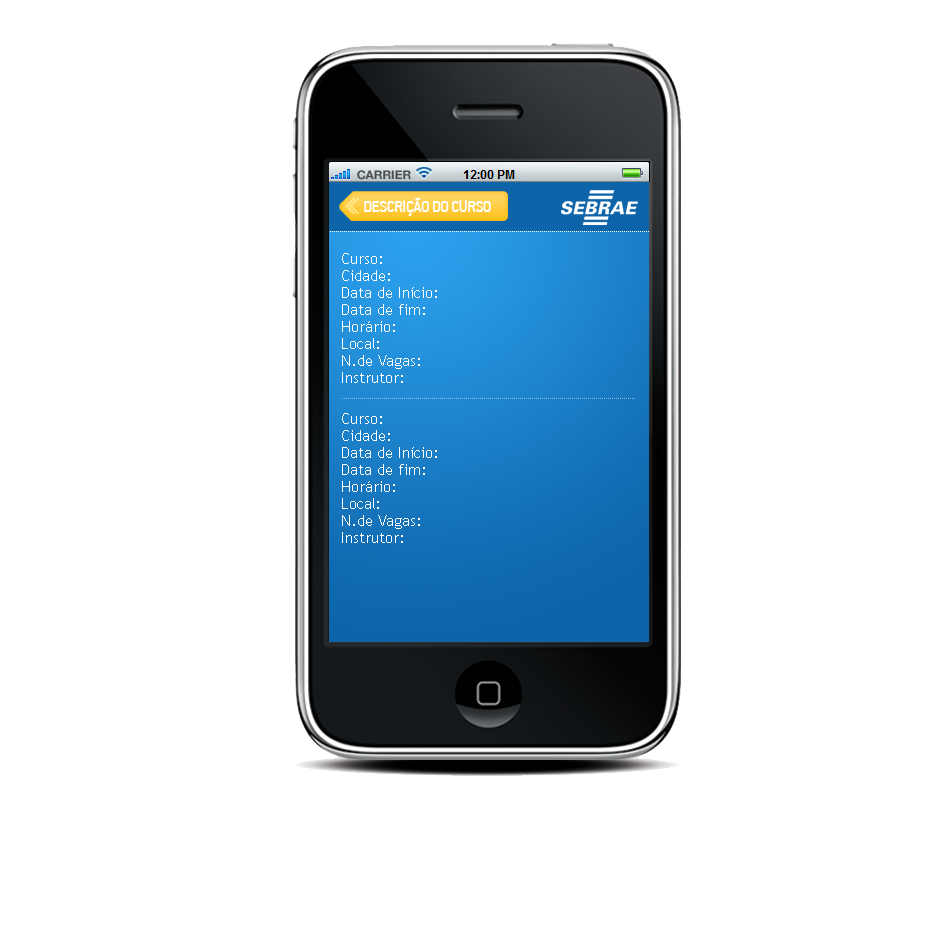 CARRIER 12:00 PM
DESCRIÇÃO DO CURSO SEBRAE
Curso:
Cidade:
Data de Início:
Data de fim:
Horário:
Local:
N.de Vagas:
Instrutor:
Curso:
Cidade:
Data de Início:
Data de fim:
Horário:
Local:
N.de Vagas:
Instrutor: